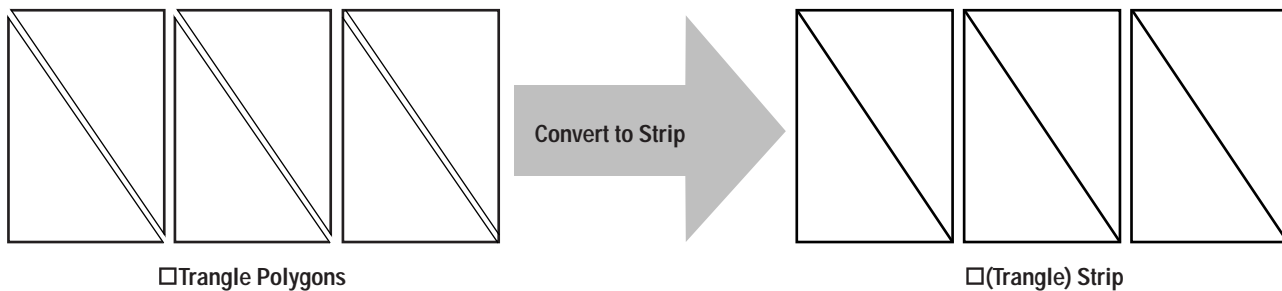 Convert to Strip
□Trangle Polygons
□(Trangle) Strip